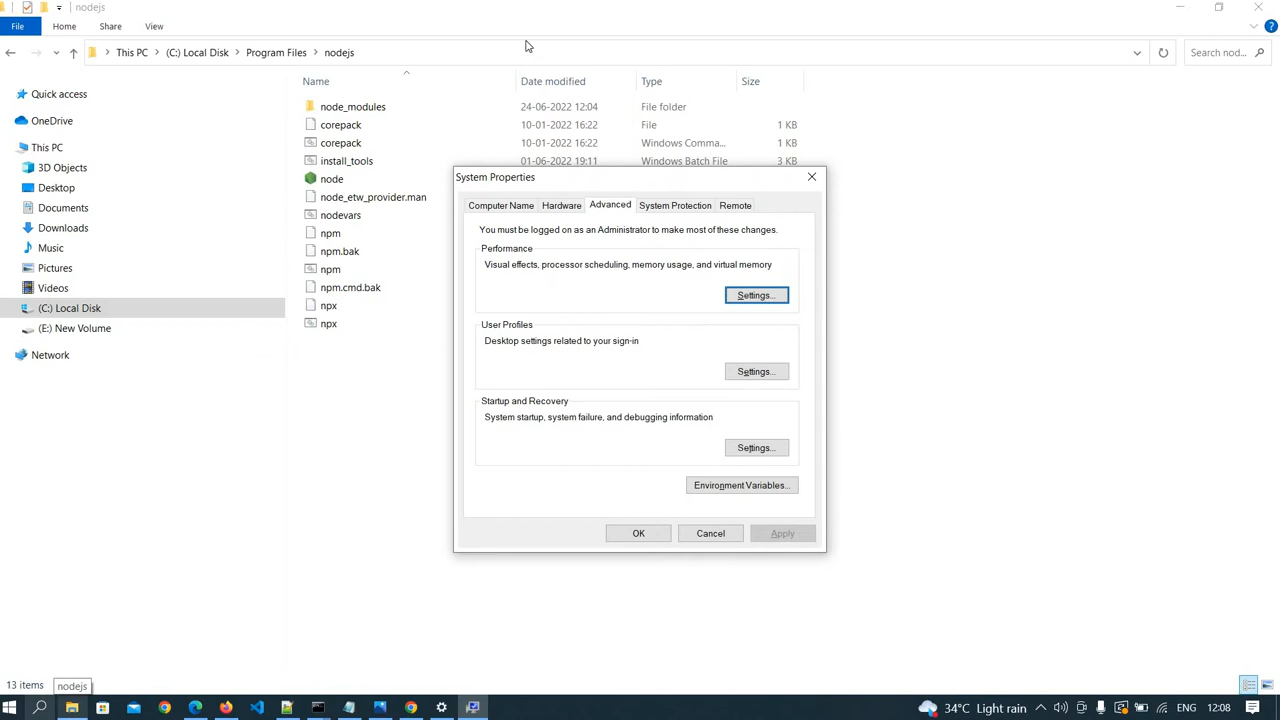 nodejs
File Home Share View
This PC (C:) Local Disk Program Files nodejs
Search nod...
Name Date modified Type Size
Quick access
OneDrive
This PC
3D Objects
Desktop
Documents
Downloads
Music
Pictures
Videos
(C:) Local Disk
(E:) New Volume
Network
node_modules 24-06-2022 12:04 File folder
corepack 10-01-2022 16:22 File 1 KB
corepack 10-01-2022 16:22 Windows Comma... 1 KB
install_tools 01-06-2022 19:11 Windows Batch File 3 KB
node
node_etw_provider.man
nodevars
npm
npm.bak
npm
npm.cmd.bak
npx
npx
System Properties
Computer Name Hardware Advanced System Protection Remote
You must be logged on as an Administrator to make most of these changes.
Performance
Visual effects, processor scheduling, memory usage, and virtual memory
Settings...
User Profiles
Desktop settings related to your sign-in
Settings...
Startup and Recovery
System startup, system failure, and debugging information
Settings...
Environment Variables...
OK Cancel Apply
13 items
nodejs
34°C Light rain
12:08